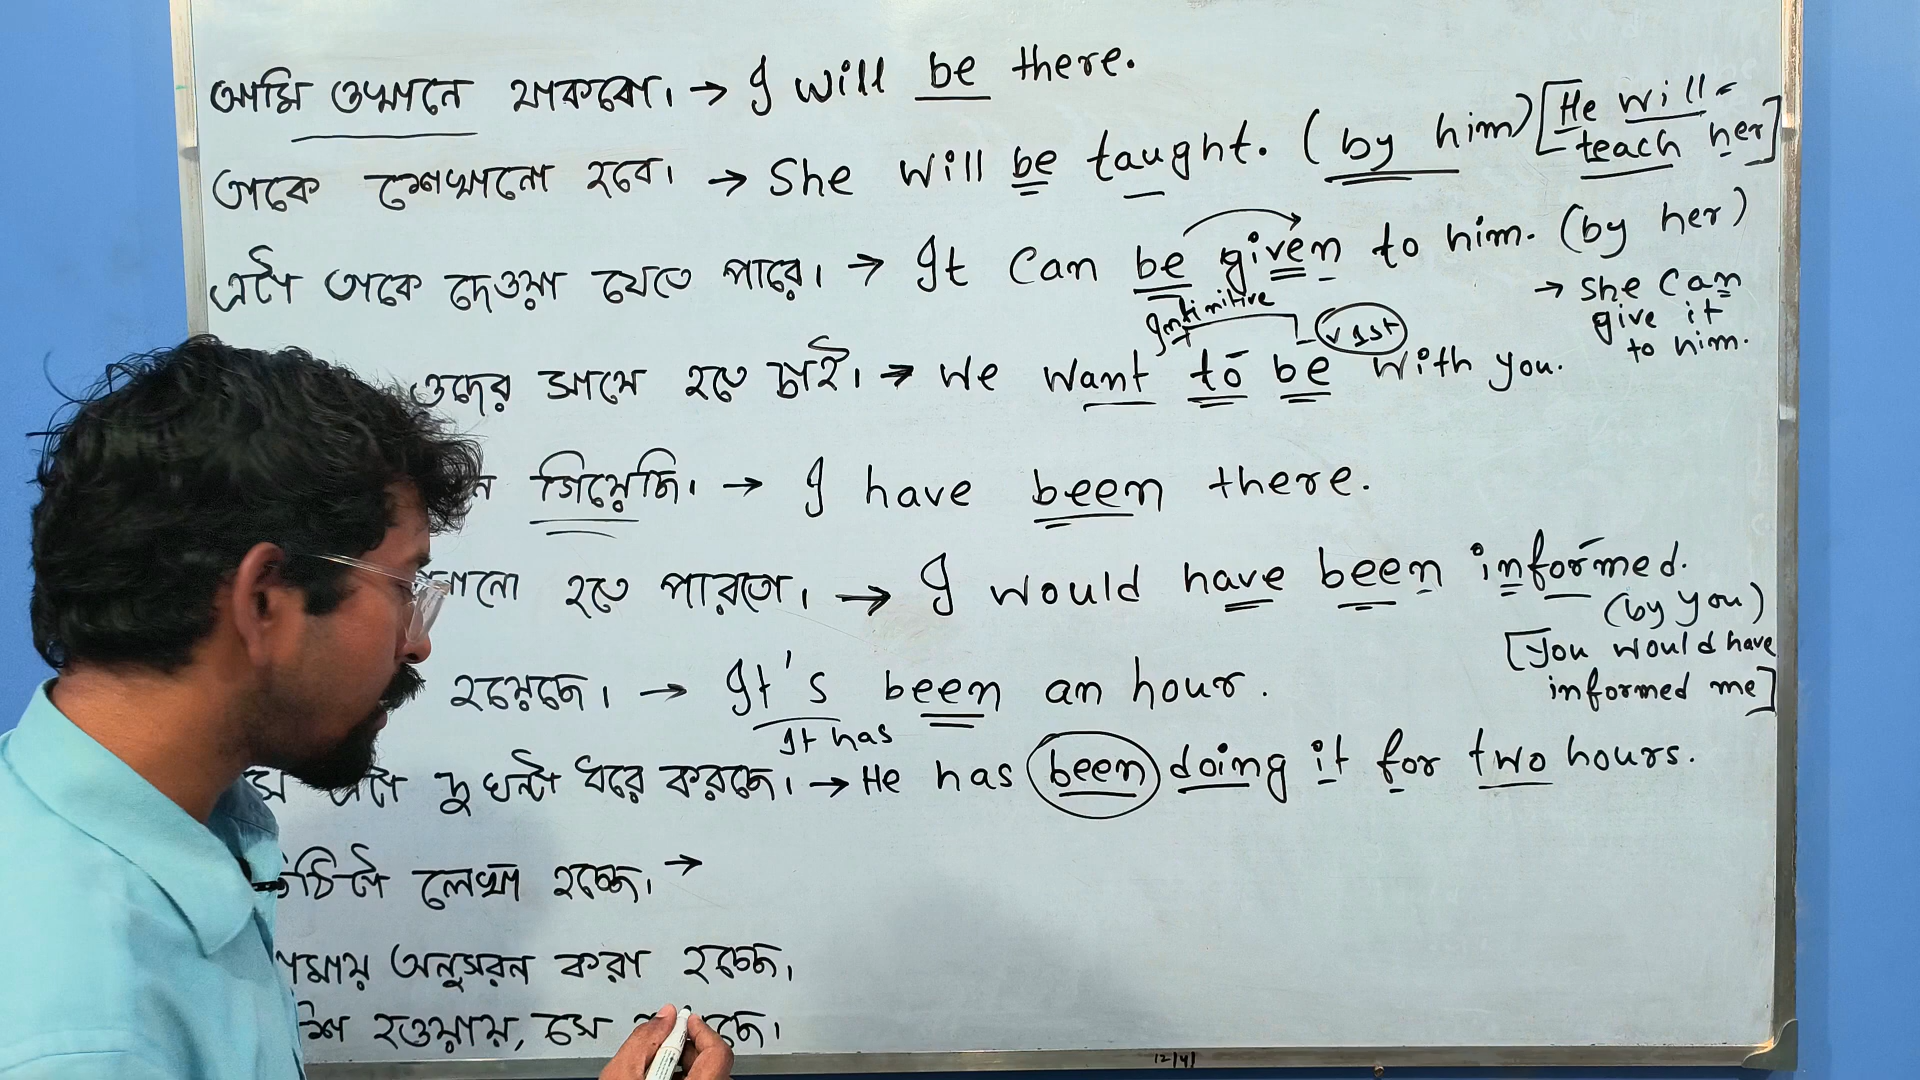 আমি ওখানে থাকবো। → I will be there.
তাকে শেখানো হবে। → She will be taught. (by him) [He will teach her]
এটা তাকে দেওয়া যেতে পারে। → It can be given to him. (by her)
→ she can give it to him.
Infinitive
V1st
ওদের সাথে হতে চাই। → We want to be with you.
গিয়েছি। → I have been there.
হতে পারতো। → I would have been informed.
(by you)
[You would have informed me]
হয়েছে। → It's been an hour.
It has
এটা দু ঘন্টা ধরে করছে। → He has been doing it for two hours.
লেখা হচ্ছে। →
অনুসরন করা হচ্ছে।
হওয়ায়, সে